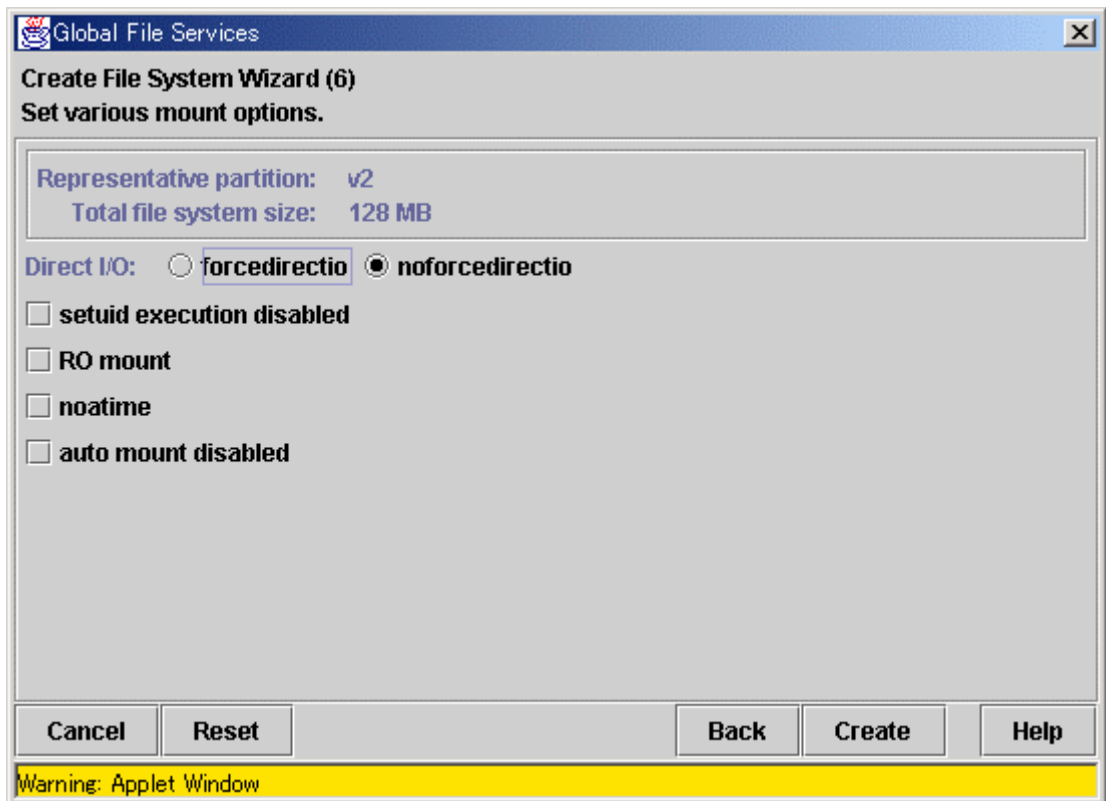 Global File Services
Create File System Wizard (6)
Set various mount options.
Representative partition: v2
Total file system size: 128 MB
Direct I/O: forcedirectio noforcedirectio
setuid execution disabled
RO mount
noatime
auto mount disabled
Cancel Reset Back Create Help
Warning: Applet Window